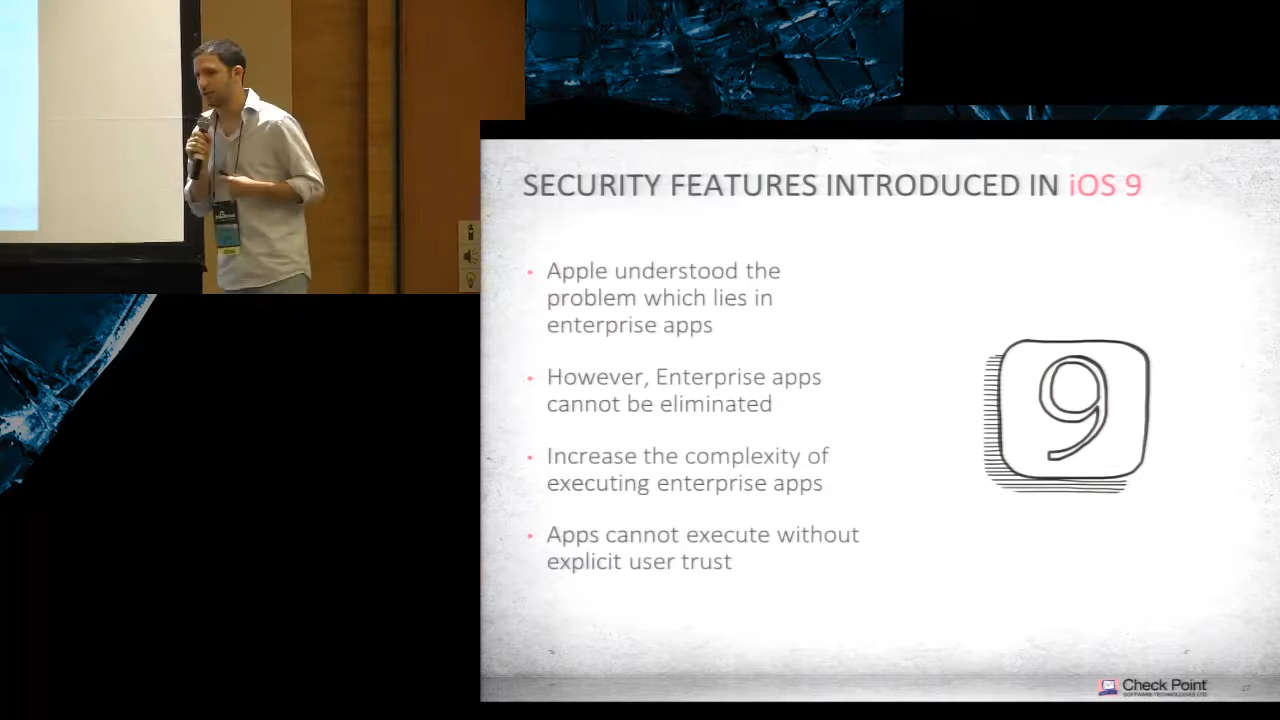 SECURITY FEATURES INTRODUCED IN iOS 9
• Apple understood the
problem which lies in
enterprise apps
• However, Enterprise apps
cannot be eliminated
• Increase the complexity of
executing enterprise apps
• Apps cannot execute without
explicit user trust
9
Check Point
SOFTWARE TECHNOLOGIES LTD